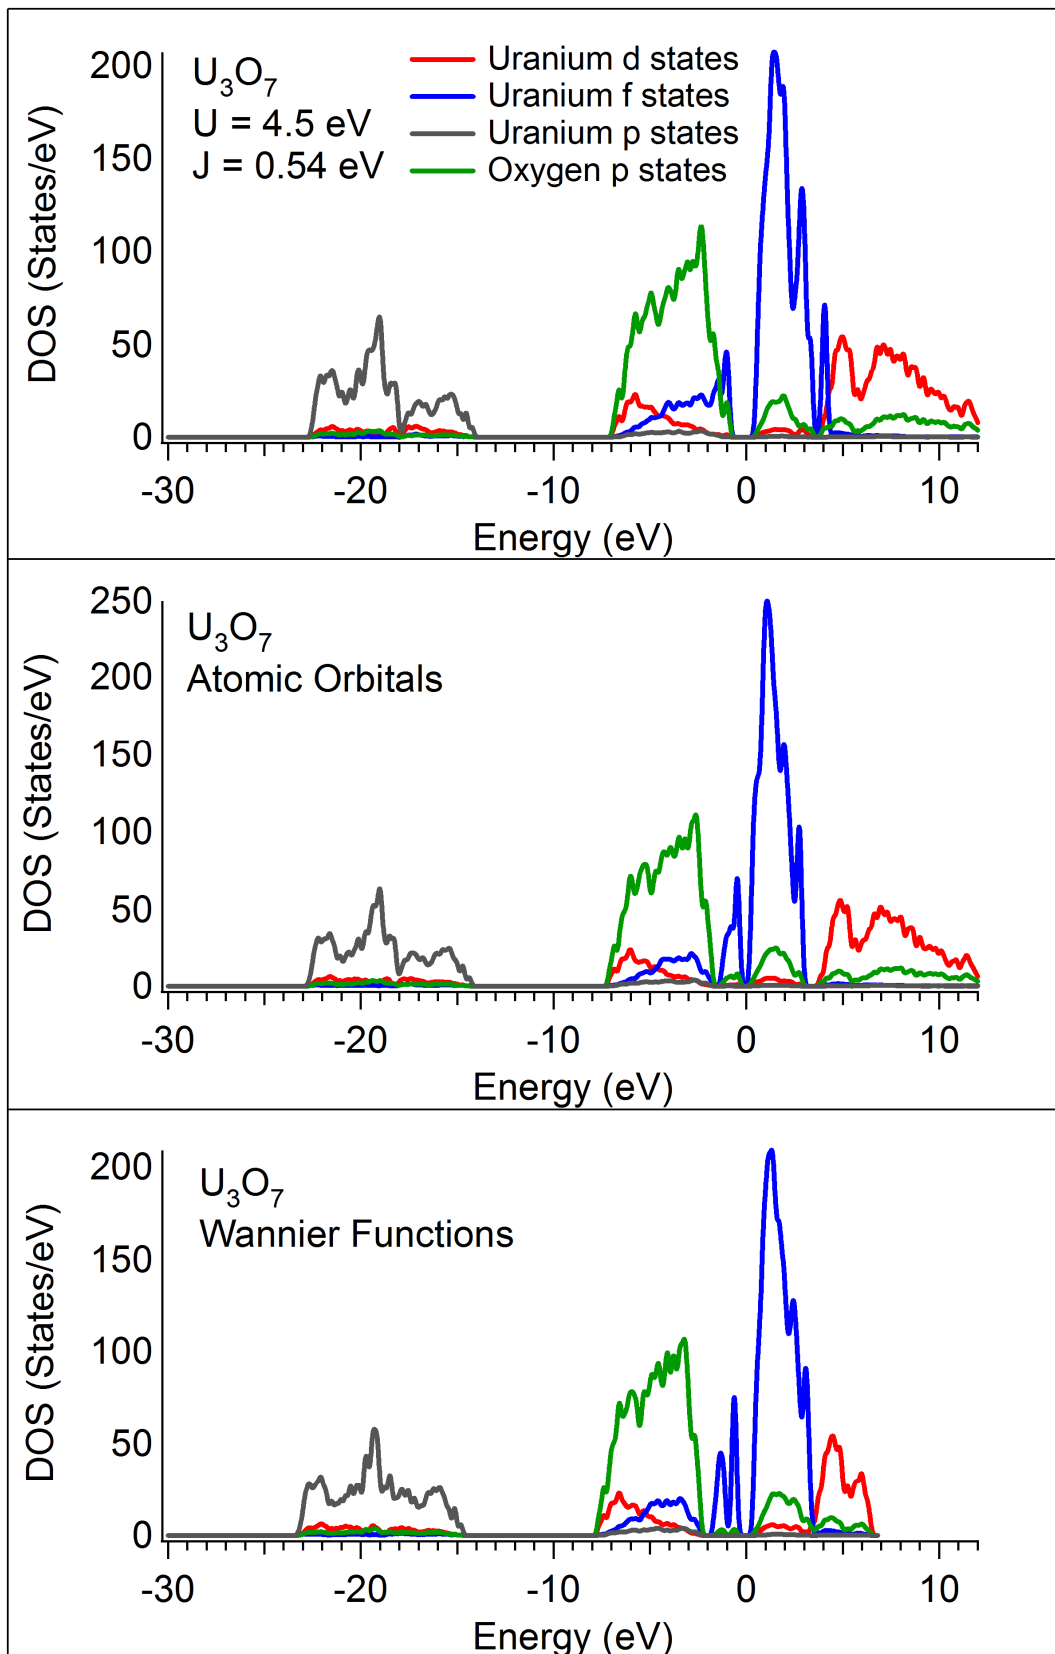 U3O7
U = 4.5 eV
J = 0.54 eV
Uranium d states
Uranium f states
Uranium p states
Oxygen p states
DOS (States/eV)
200
150
100
50
0
-30 -20 -10 0 10
Energy (eV)
U3O7
Atomic Orbitals
DOS (States/eV)
250
200
150
100
50
0
-30 -20 -10 0 10
Energy (eV)
U3O7
Wannier Functions
DOS (States/eV)
200
150
100
50
0
-30 -20 -10 0 10
Energy (eV)